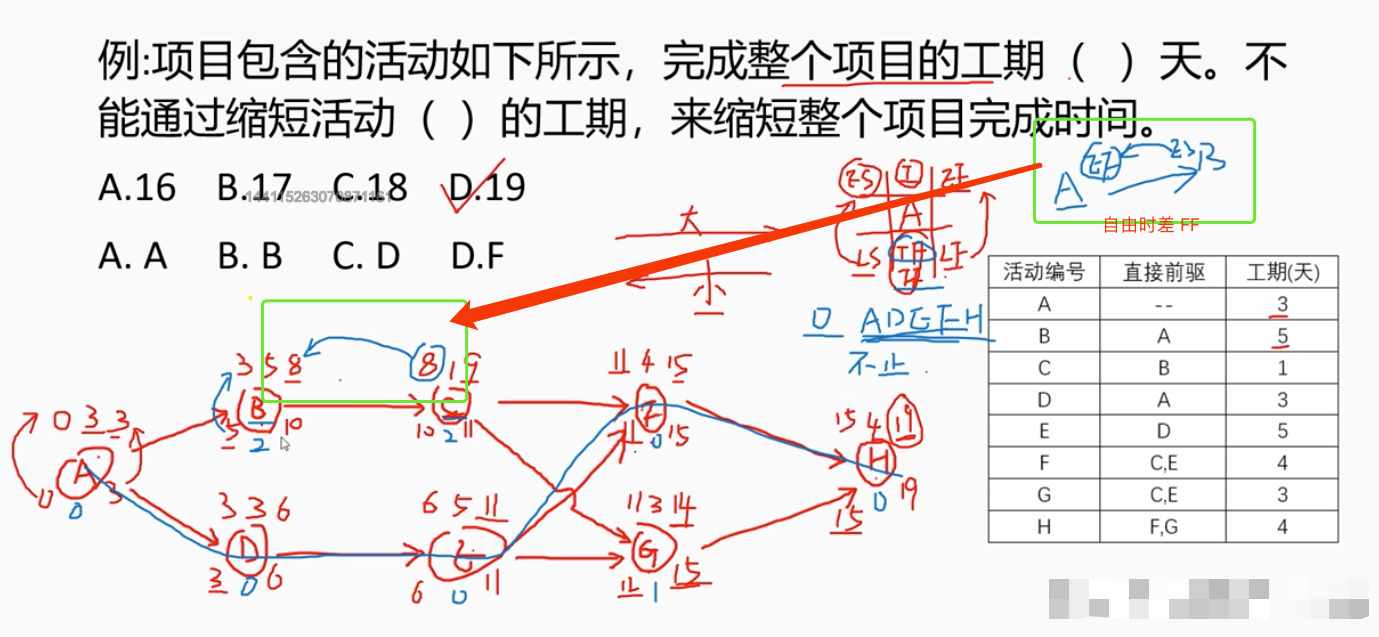 例:项目包含的活动如下所示，完成整个项目的工期（ ）天。不
能通过缩短活动（ ）的工期，来缩短整个项目完成时间。
A.16 B.17 C.18 D.19
A. A B. B C. D D.F
大
小
ES T EF
A
LS TF LF
FF
EF ES B
A
自由时差 FF
0 ADEFH
不止.
活动编号 直接前驱 工期(天)
A -- 3
B A 5
C B 1
D A 3
E D 5
F C,E 4
G C,E 3
H F,G 4
3 5 8
B
5 2 10
8 1 9
C
10 2 11
11 4 15
F
11 0 15
0 3 3
A
0 0 3
15 4 19
H
15 0 19
3 3 6
D
3 0 6
6 5 11
E
6 0 11
11 3 14
G
12 1 15